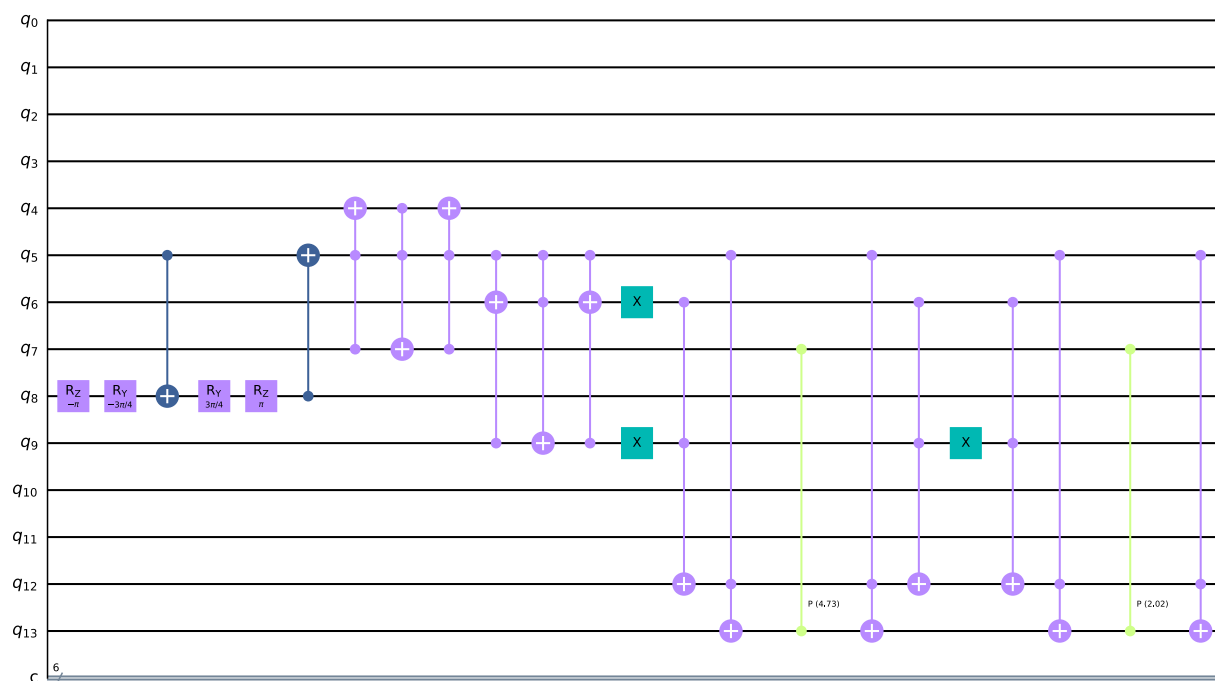 q0
q1
q2
q3
q4
q5
q6 X
q7
q8 RZ −π RY −3π/4 RY 3π/4 RZ π
q9 X X
q10
q11
q12
P (4.73) P (2.02)
q13
6
c